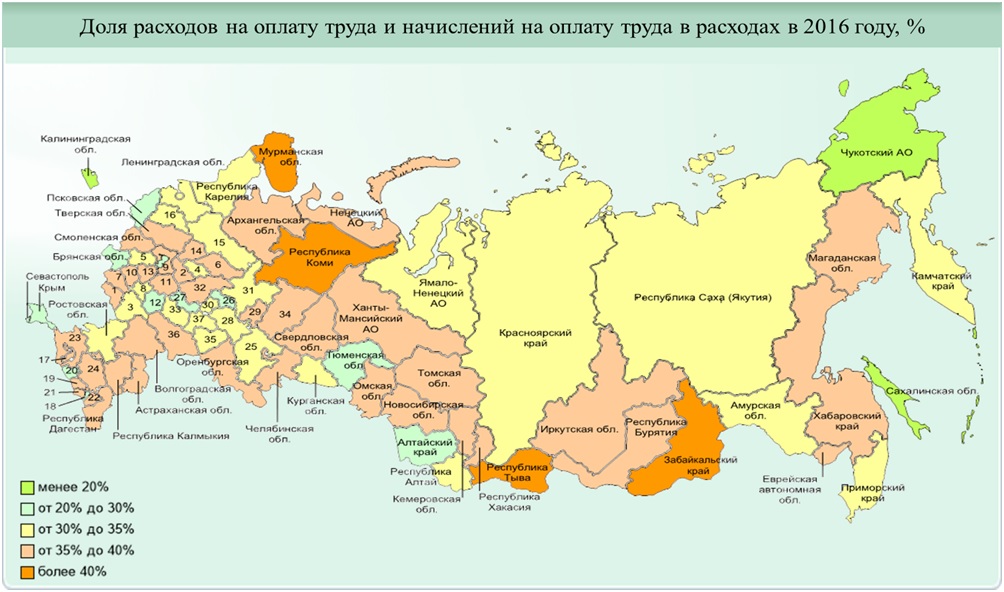 Доля расходов на оплату труда и начислений на оплату труда в расходах в 2016 году, %
Калининградская
обл.
Ленинградская обл.
Мурманская
обл.
Чукотский АО
Псковская обл.
Республика
Карелия
Тверская обл.
16
Архангельская
обл.
Ненецкий
АО
Смоленская обл.
15
Республика
Коми
Брянская обл.
5
1
9
14
6
7
10
13
2
4
11
1
8
32
Севастополь
Крым
3
12
27
33
30
26
31
Ростовская
обл.
37
28
29
34
23
36
35
25
Ямало-
Ненецкий
АО
Ханты-
Мансийский
АО
Свердловская
обл.
Красноярский
край
Республика Саха (Якутия)
Магаданская
обл.
Камчатский
край
17
20
24
19
21
18
22
Республика
Дагестан
Оренбургская
обл.
Волгоградская
обл.
Астраханская обл.
Республика Калмыкия
Челябинская
обл.
Курганская
обл.
Тюменская
обл.
Омская
обл.
Томская
обл.
Новосибирская
обл.
Алтайский
край
Республика
Алтай
Кемеровская
обл.
Республика
Хакасия
Республика
Тыва
Иркутская обл.
Республика
Бурятия
Забайкальский
край
Амурская
обл.
Еврейская
автономная
обл.
Хабаровский
край
Приморский
край
Сахалинская обл.
менее 20%
от 20% до 30%
от 30% до 35%
от 35% до 40%
более 40%